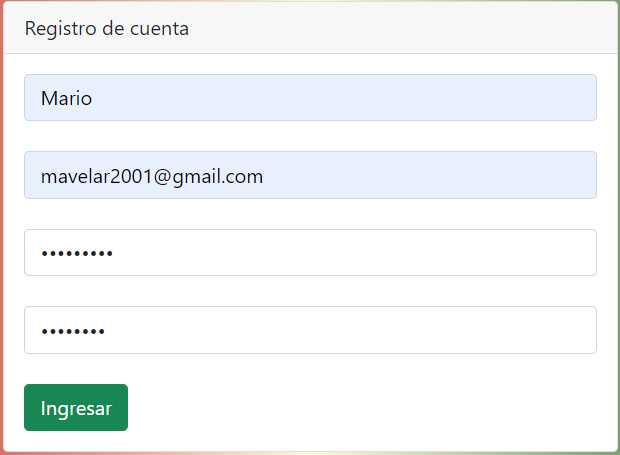 Registro de cuenta
Mario
mavelar2001@gmail.com
•••••••••
••••••••
Ingresar